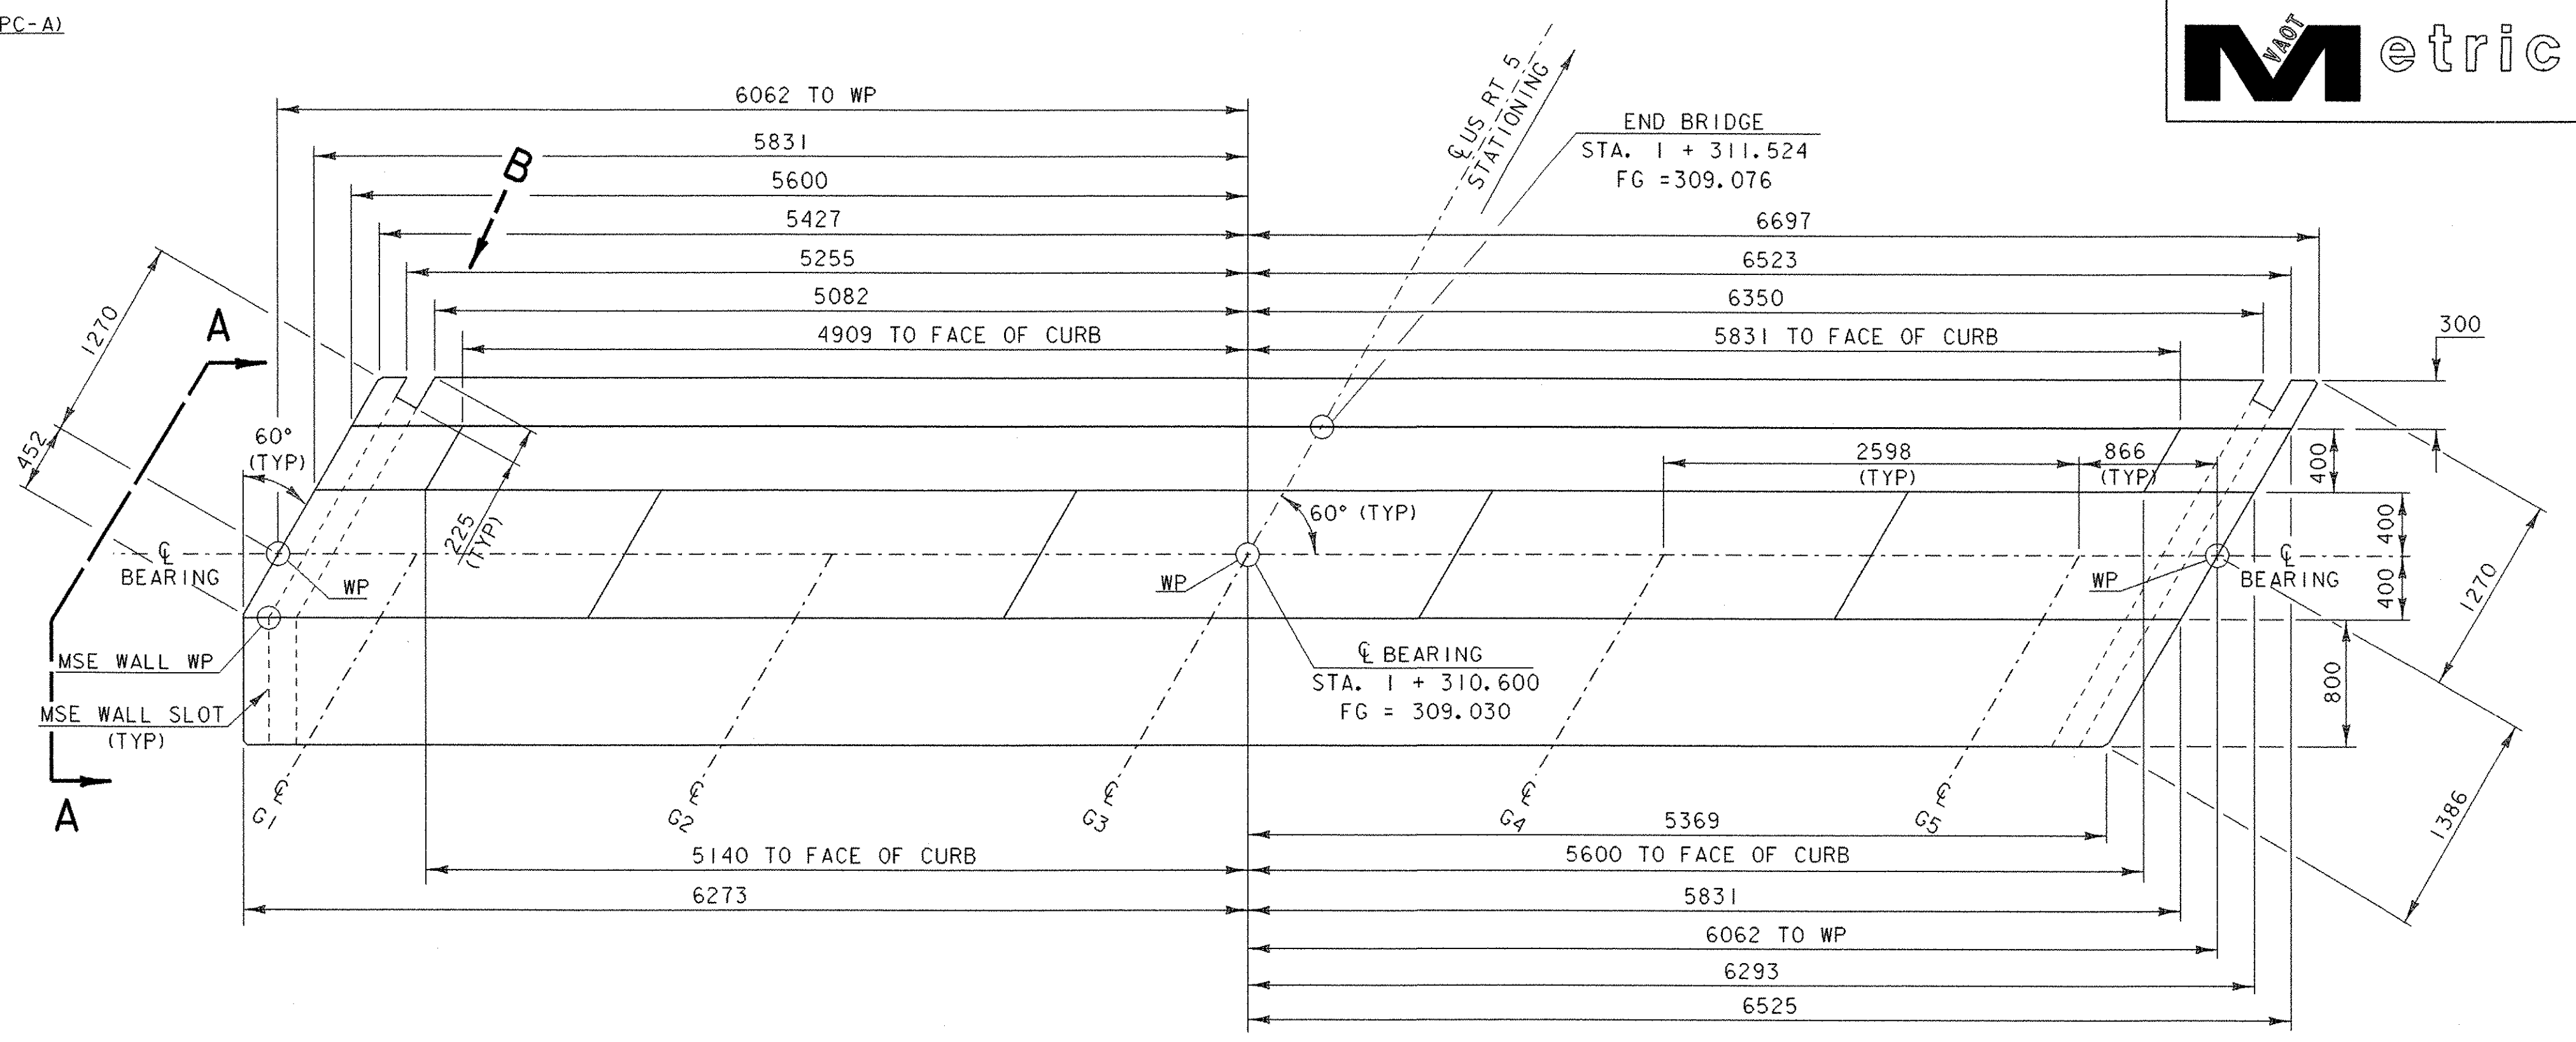 PC-A)
VAOT
Metric
6062 TO WP
5831
5600
5427
5255
5082
4909 TO FACE OF CURB
℄ US RT 5
STATIONING
END BRIDGE
STA. 1 + 311.524
FG =309.076
6697
6523
6350
5831 TO FACE OF CURB
300
B
A
1270
452
60°
(TYP)
225
(TYP)
2598
(TYP)
866
(TYP)
400
400
400
800
60° (TYP)
℄
BEARING
WP
WP
WP
℄
BEARING
1270
1386
MSE WALL WP
MSE WALL SLOT
(TYP)
℄ BEARING
STA. 1 + 310.600
FG = 309.030
A
℄
G1
℄
G2
℄
G3
℄
G4
℄
G5
5369
5140 TO FACE OF CURB
5600 TO FACE OF CURB
6273
5831
6062 TO WP
6293
6525